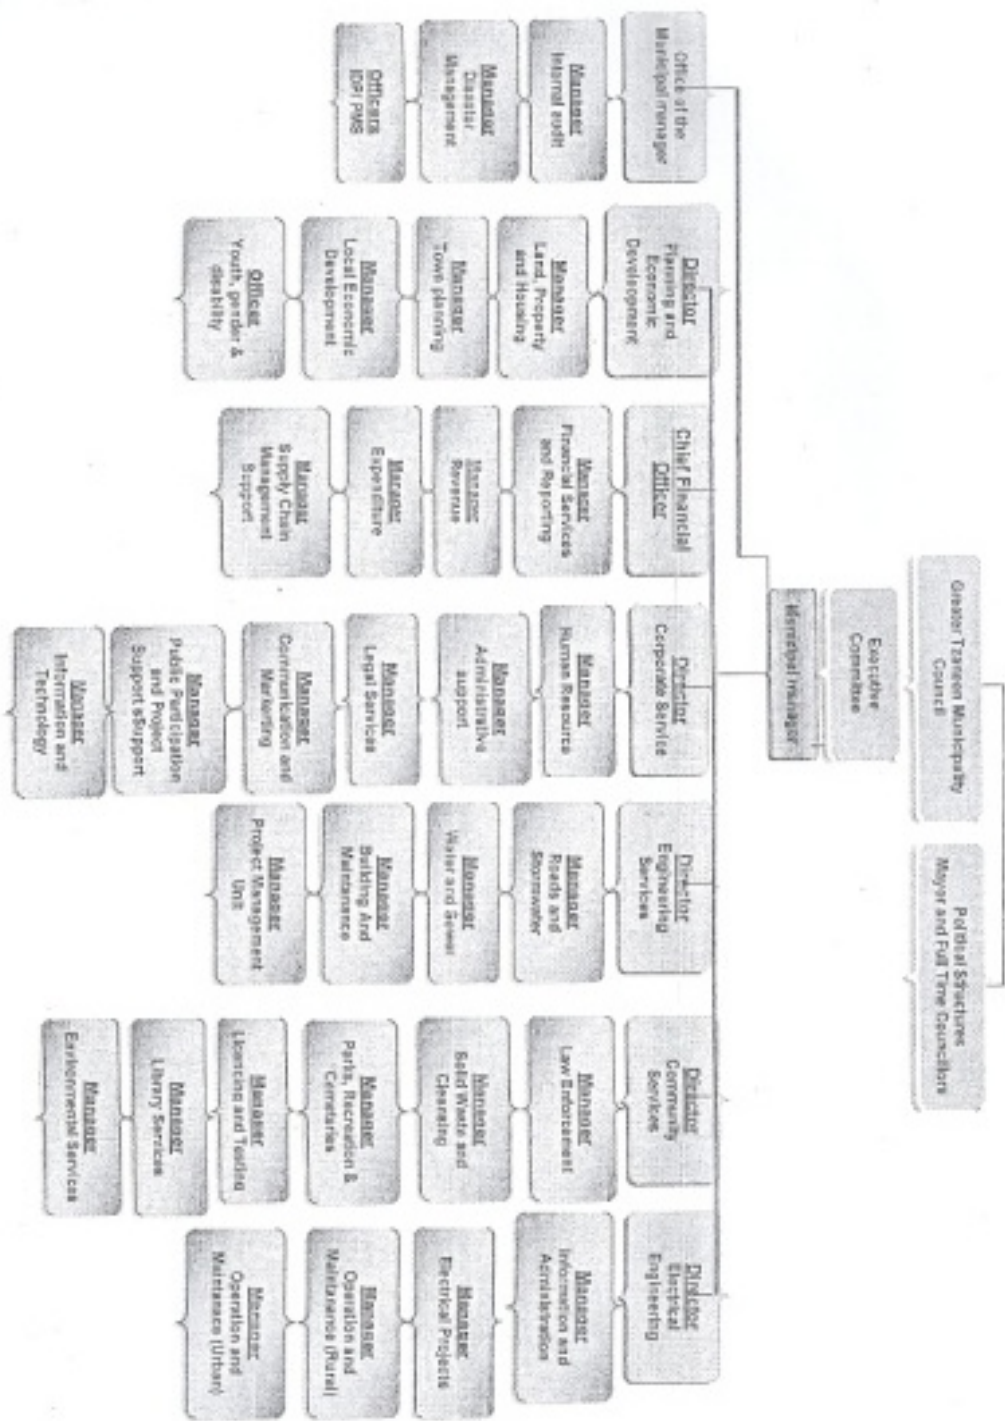 Greater Tzaneen Municipality
Council
Political Structures
Mayor and Full Time Councillors
Executive
Committee
Municipal manager
Office of the
Municipal manager
Manager
Internal audit
Manager
Disaster
Management
Officers
IDP/ PMS
Director
Planning and
Economic
Development
Manager
Land, Property
and Housing
Manager
Town planning
Manager
Local Economic
Development
Officer
Youth, gender &
disability
Chief Financial
Officer
Manager
Financial Services
and Reporting
Manager
Revenue
Manager
Expenditure
Manager
Supply Chain
Management
Support
Director
Corporate Service
Manager
Human Resource
Manager
Administrative
support
Manager
Legal Services
Manager
Communication and
Marketing
Manager
Public Participation
and Project
Support sSupport
Manager
Information and
Technology
Director
Engineering
Services
Manager
Roads and
Stormwater
Manager
Water and Sewer
Manager
Building And
Maintanance
Manager
Project Management
Unit
Director
Community
Services
Manager
Law Enforcement
Manager
Solid Waste and
Cleansing
Manager
Parks, Recreation &
Cemetaries
Manager
Licencing and Testing
Manager
Library Services
Manager
Environmental Services
Director
Electrical
Engineering
Manager
Information and
Administration
Manager
Electrical Projects
Manager
Operation and
Maintanance (Rural)
Manager
Operation and
Maintenace (Urban)